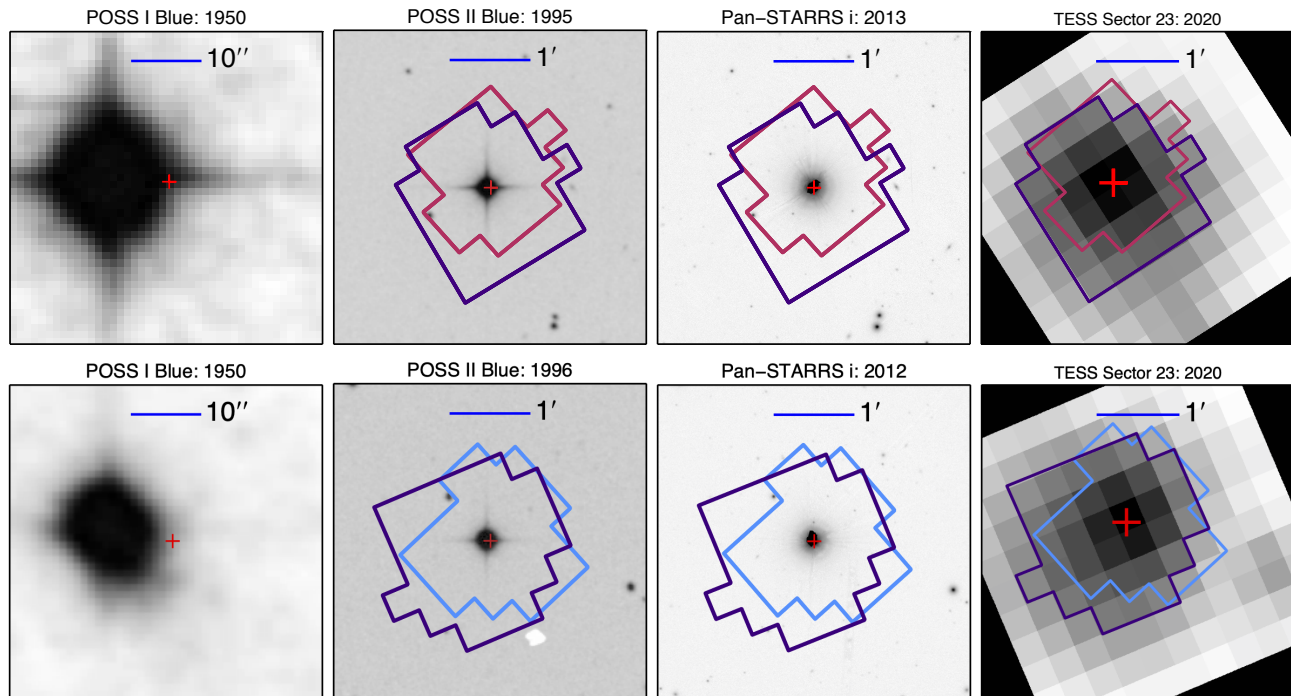 POSS I Blue: 1950
POSS II Blue: 1995
Pan−STARRS i: 2013
TESS Sector 23: 2020
10′′
1′
1′
1′
POSS I Blue: 1950
POSS II Blue: 1996
Pan−STARRS i: 2012
TESS Sector 23: 2020
10′′
1′
1′
1′